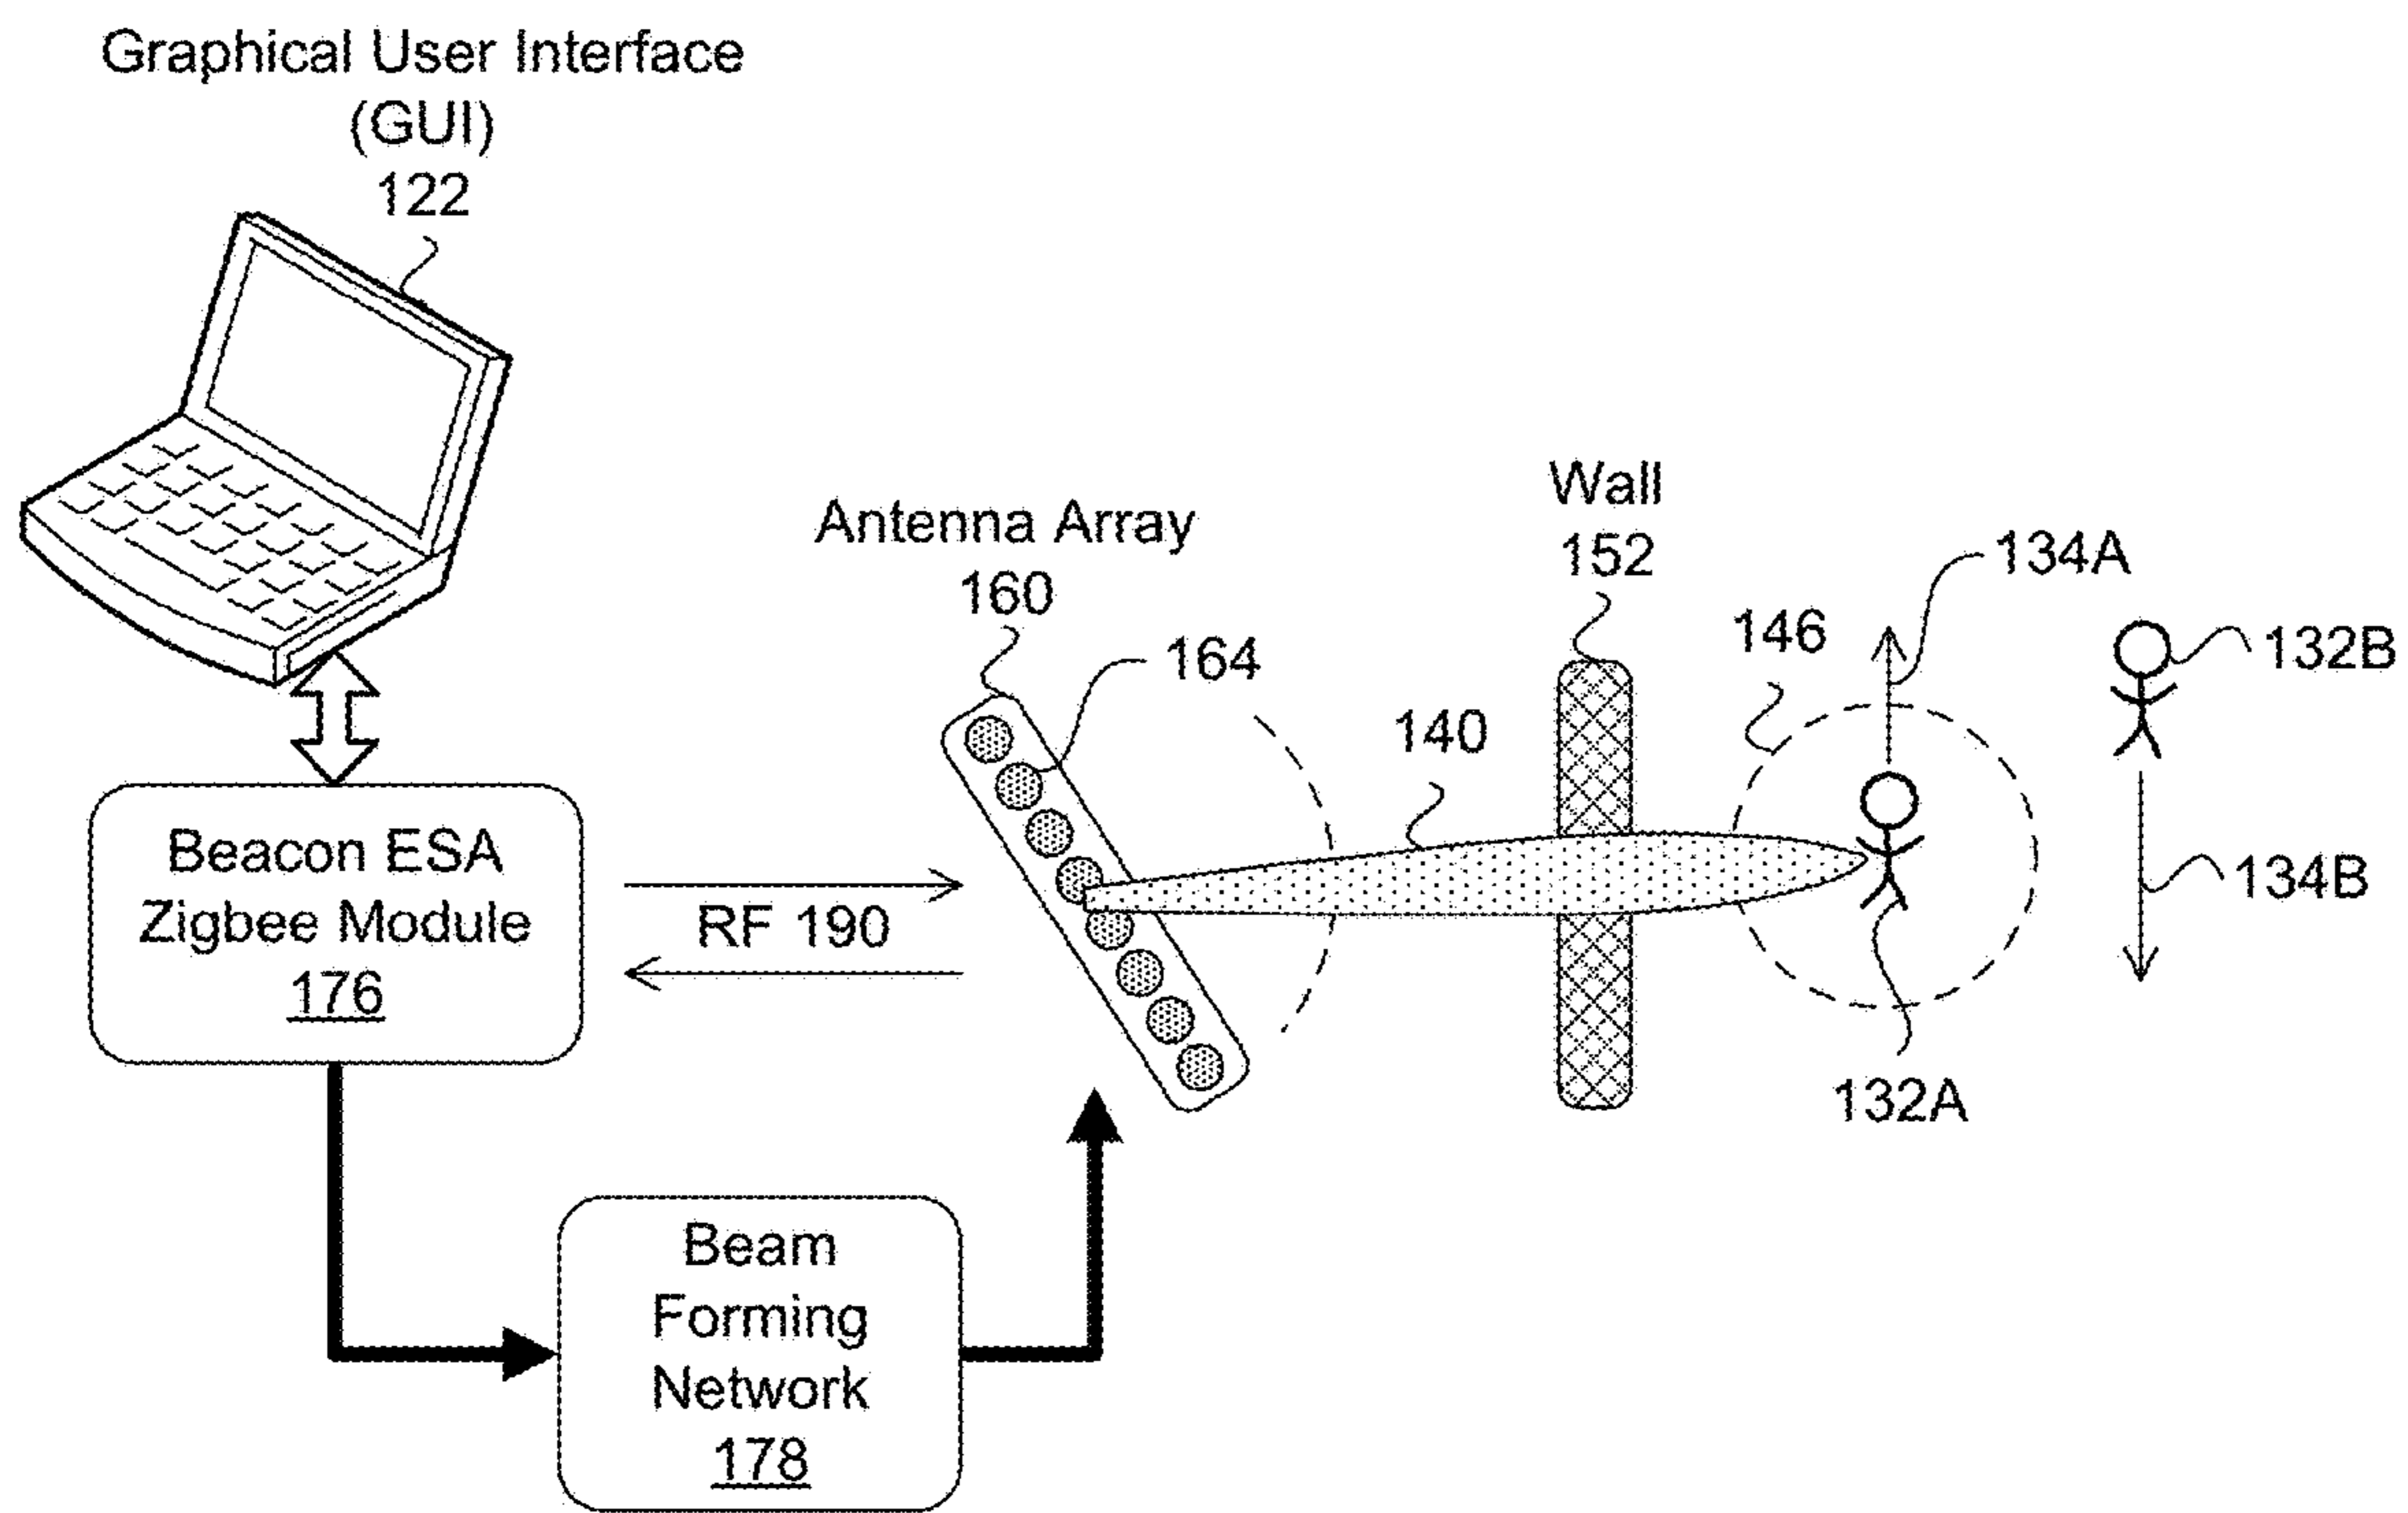 Graphical User Interface
(GUI)
122
Antenna Array
160
164
Wall
152
140
146
134A
132B
134B
132A
Beacon ESA
Zigbee Module
176
RF 190
Beam
Forming
Network
178